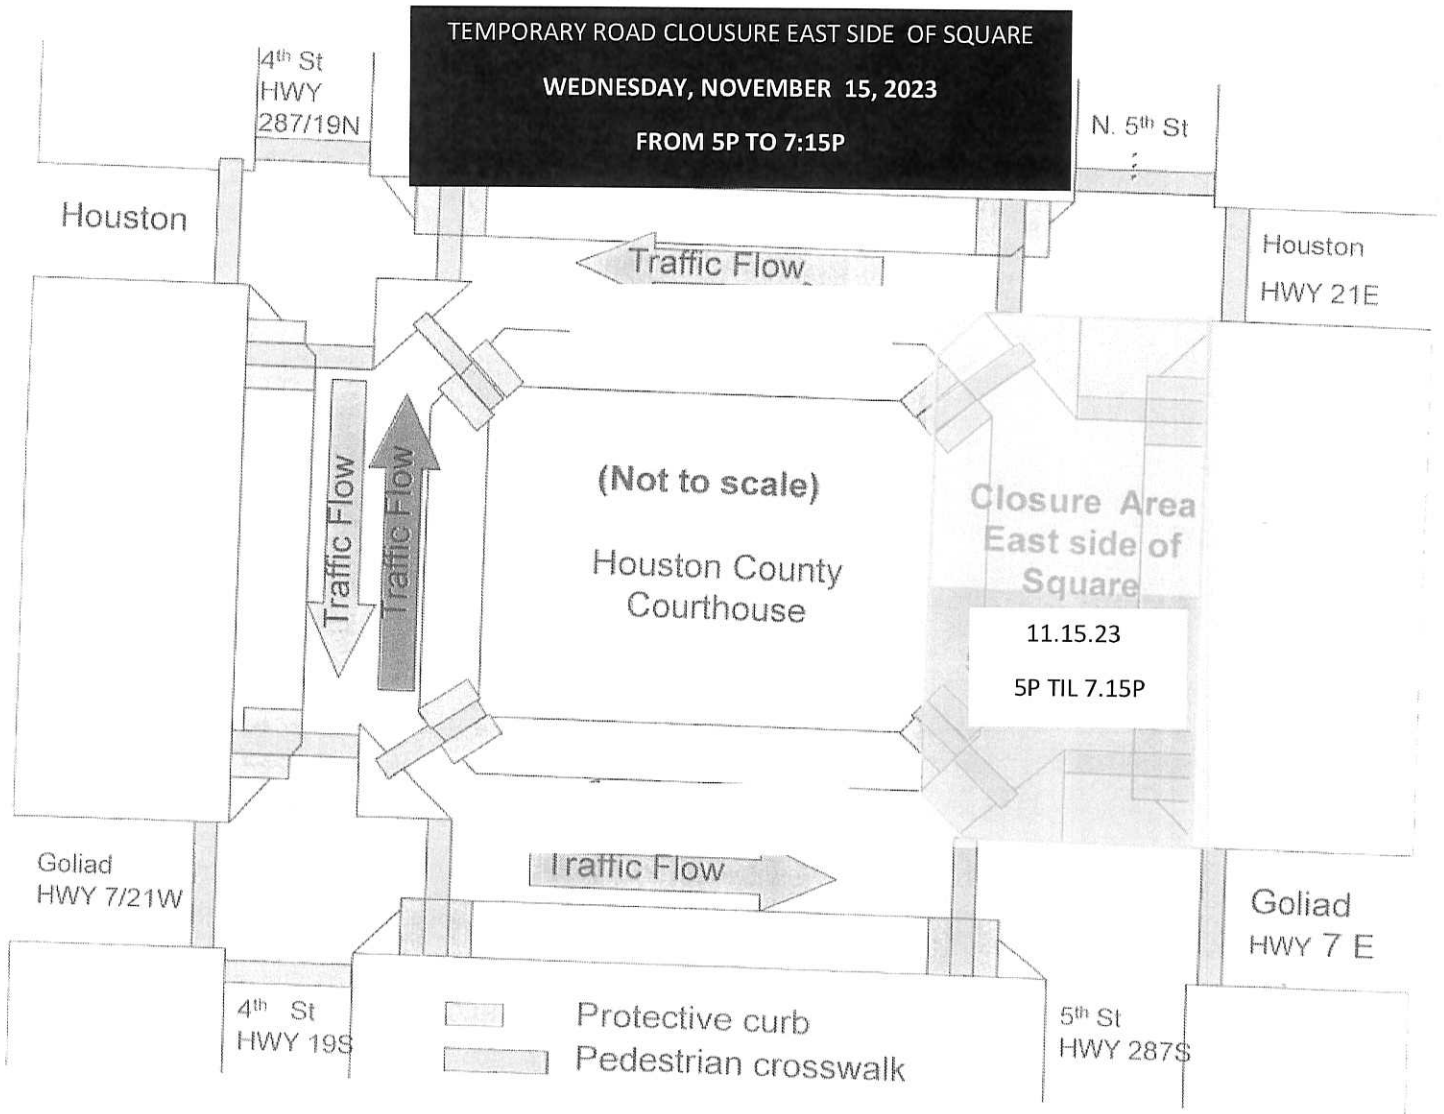 TEMPORARY ROAD CLOUSURE EAST SIDE OF SQUARE
WEDNESDAY, NOVEMBER 15, 2023
FROM 5P TO 7:15P
4th St
HWY
287/19N
N. 5th St
Houston
Traffic Flow
Houston
HWY 21E
Traffic Flow
Traffic Flow
(Not to scale)
Houston County
Courthouse
Closure Area
East side of
Square
11.15.23
5P TIL 7.15P
Goliad
HWY 7/21W
Traffic Flow
Goliad
HWY 7 E
4th St
HWY 19S
Protective curb
Pedestrian crosswalk
5th St
HWY 287S